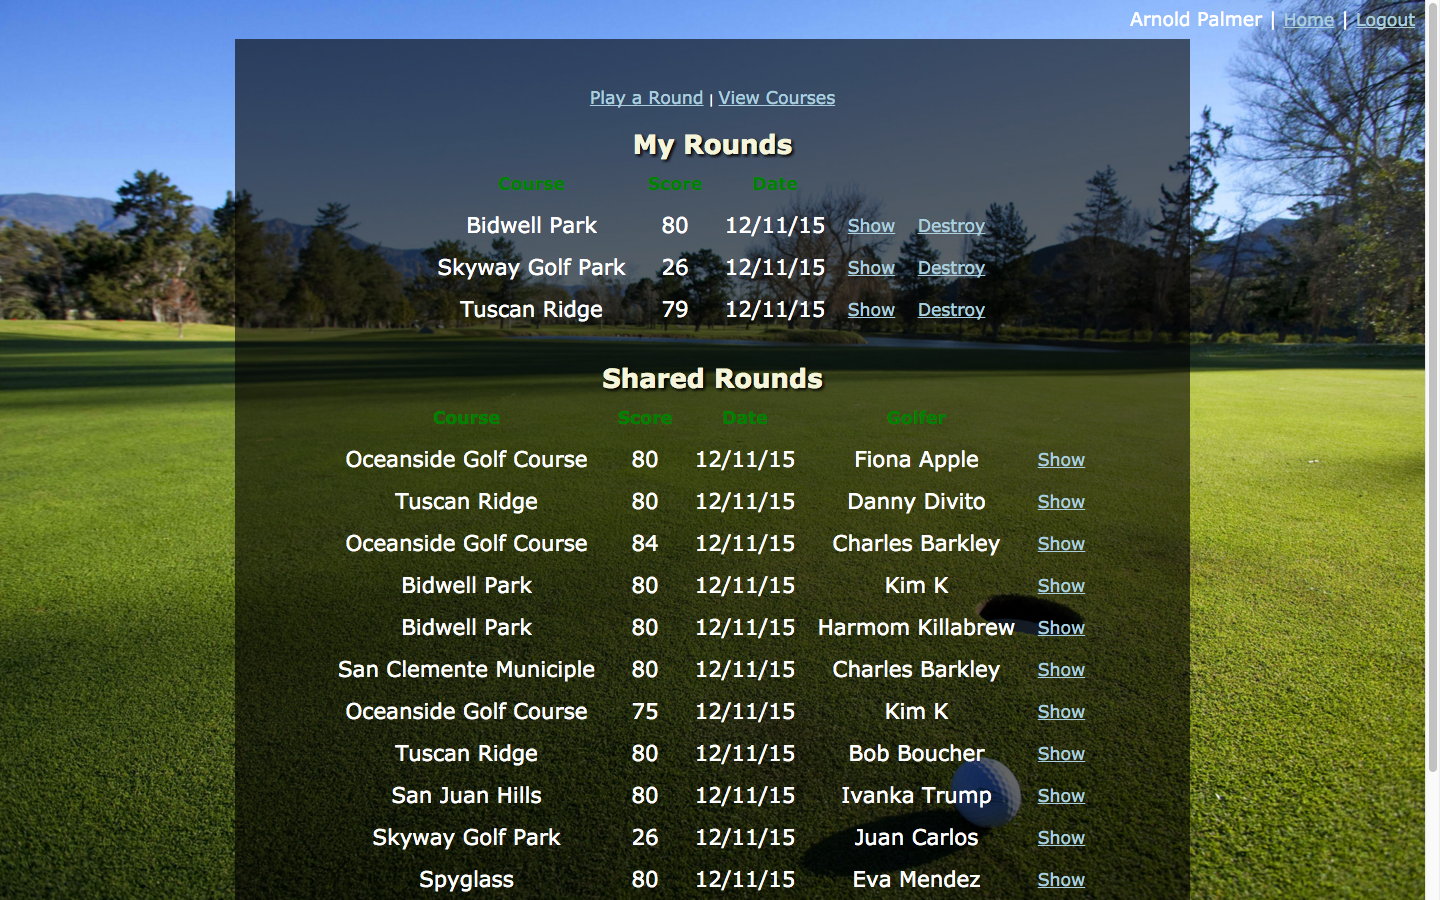 Arnold Palmer | Home | Logout
Play a Round | View Courses
My Rounds
Course Score Date
Bidwell Park 80 12/11/15 Show Destroy
Skyway Golf Park 26 12/11/15 Show Destroy
Tuscan Ridge 79 12/11/15 Show Destroy
Shared Rounds
Course Score Date Golfer
Oceanside Golf Course 80 12/11/15 Fiona Apple Show
Tuscan Ridge 80 12/11/15 Danny Divito Show
Oceanside Golf Course 84 12/11/15 Charles Barkley Show
Bidwell Park 80 12/11/15 Kim K Show
Bidwell Park 80 12/11/15 Harmom Killabrew Show
San Clemente Municiple 80 12/11/15 Charles Barkley Show
Oceanside Golf Course 75 12/11/15 Kim K Show
Tuscan Ridge 80 12/11/15 Bob Boucher Show
San Juan Hills 80 12/11/15 Ivanka Trump Show
Skyway Golf Park 26 12/11/15 Juan Carlos Show
Spyglass 80 12/11/15 Eva Mendez Show